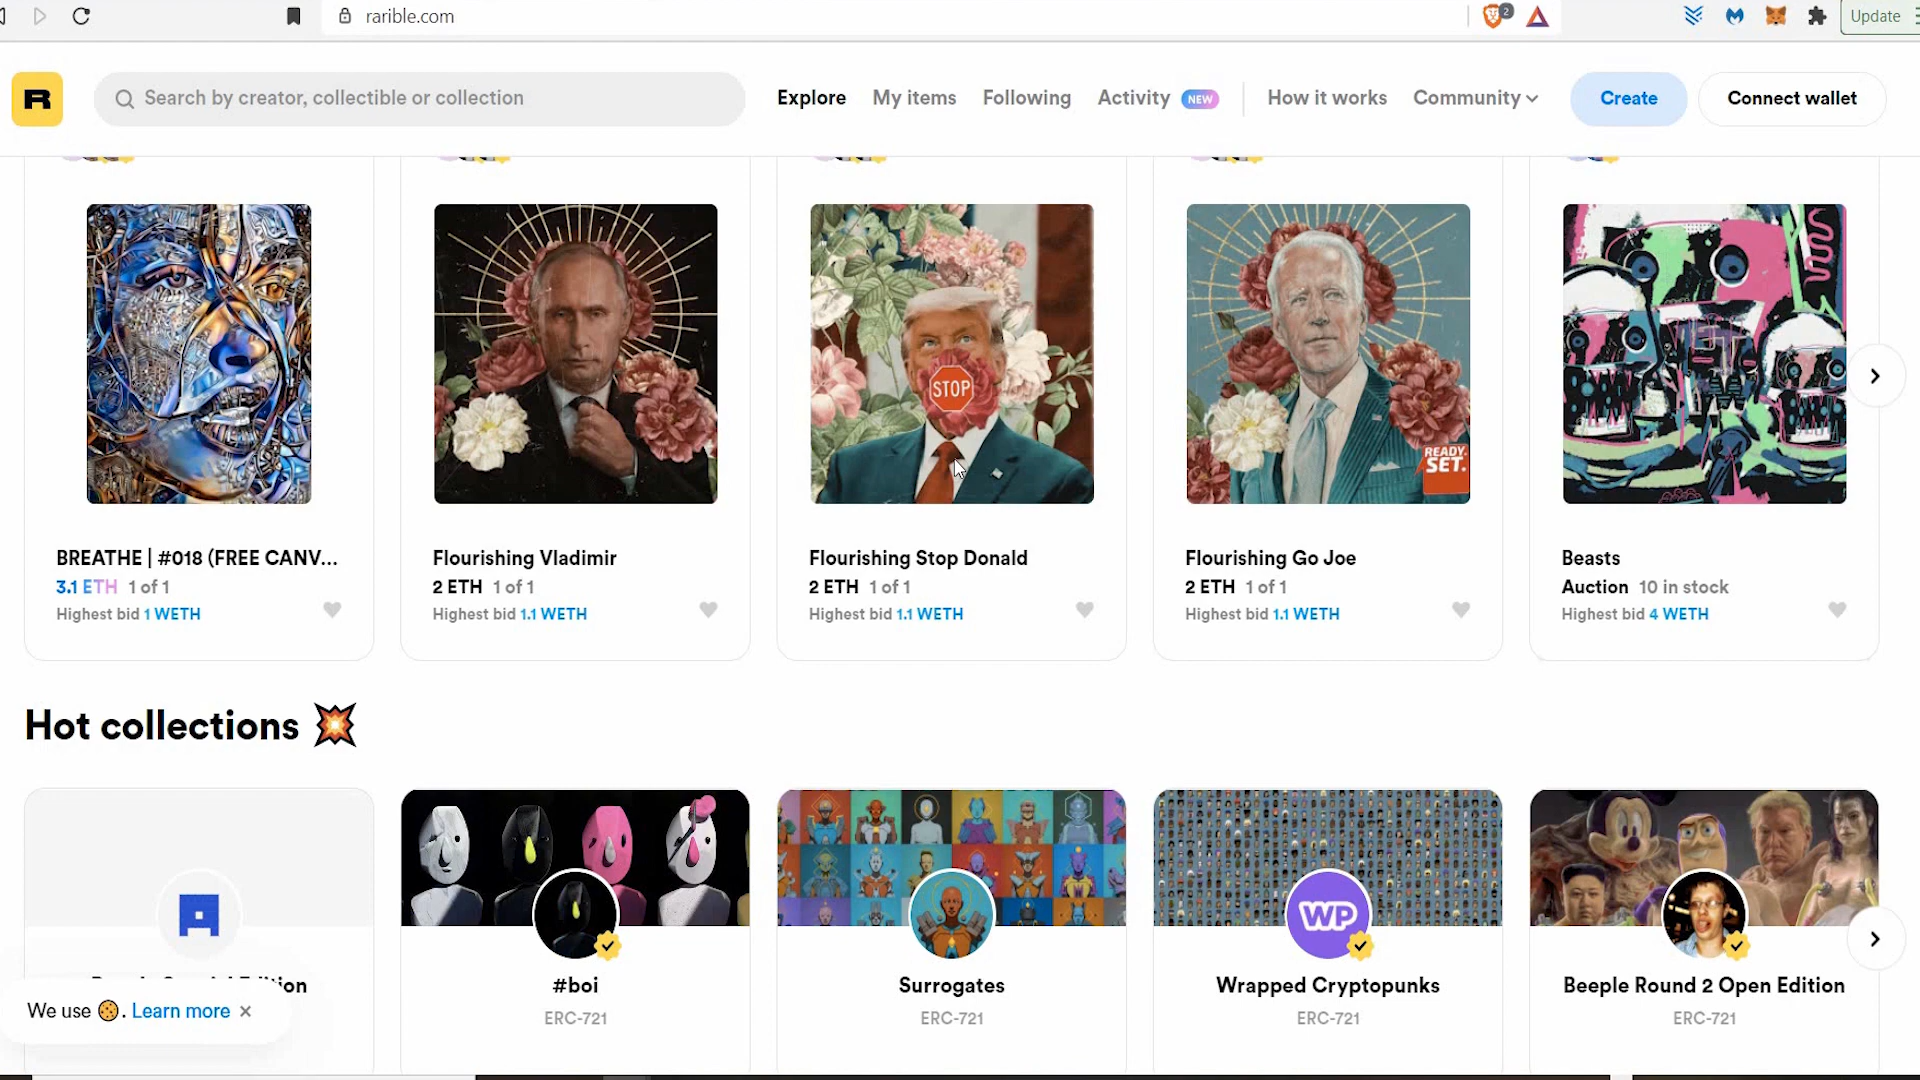 rarible.com
2
Update
R
Search by creator, collectible or collection
Explore
My items
Following
Activity NEW
How it works
Community
Create
Connect wallet
STOP
READY.
SET.
BREATHE | #018 (FREE CANV...
3.1 ETH 1 of 1
Highest bid 1 WETH
Flourishing Vladimir
2 ETH 1 of 1
Highest bid 1.1 WETH
Flourishing Stop Donald
2 ETH 1 of 1
Highest bid 1.1 WETH
Flourishing Go Joe
2 ETH 1 of 1
Highest bid 1.1 WETH
Beasts
Auction 10 in stock
Highest bid 4 WETH
Hot collections
#boi
ERC-721
Surrogates
ERC-721
WP
Wrapped Cryptopunks
ERC-721
Beeple Round 2 Open Edition
ERC-721
We use 🍪. Learn more ×